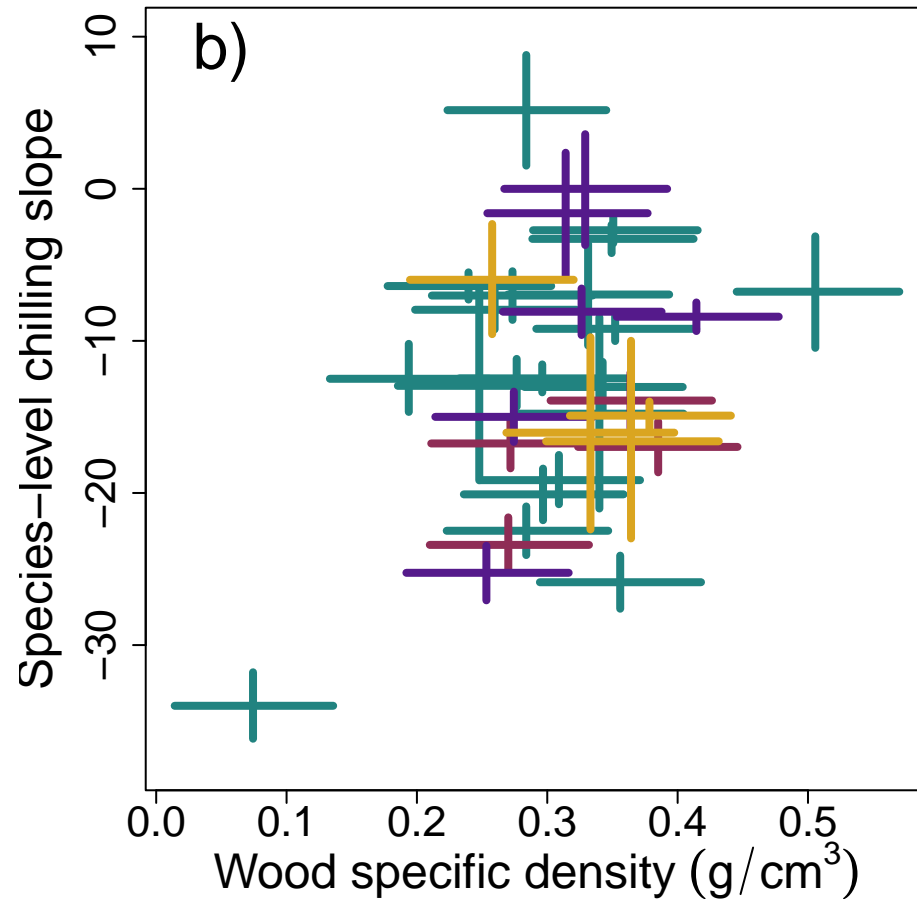 b)
10
0
−10
−20
−30
Species−level chilling slope
0.0 0.1 0.2 0.3 0.4 0.5
Wood specific density (g/cm³)